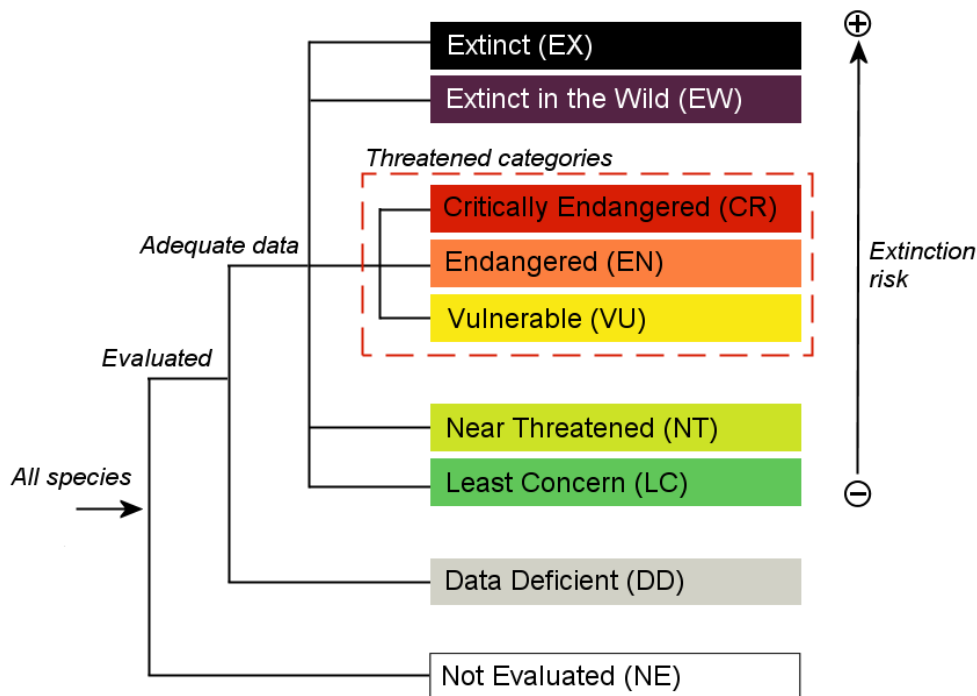 Extinct (EX)
Extinct in the Wild (EW)
Threatened categories
Critically Endangered (CR)
Adequate data
Endangered (EN)
Extinction
risk
Vulnerable (VU)
Evaluated
Near Threatened (NT)
All species
Least Concern (LC)
Data Deficient (DD)
Not Evaluated (NE)